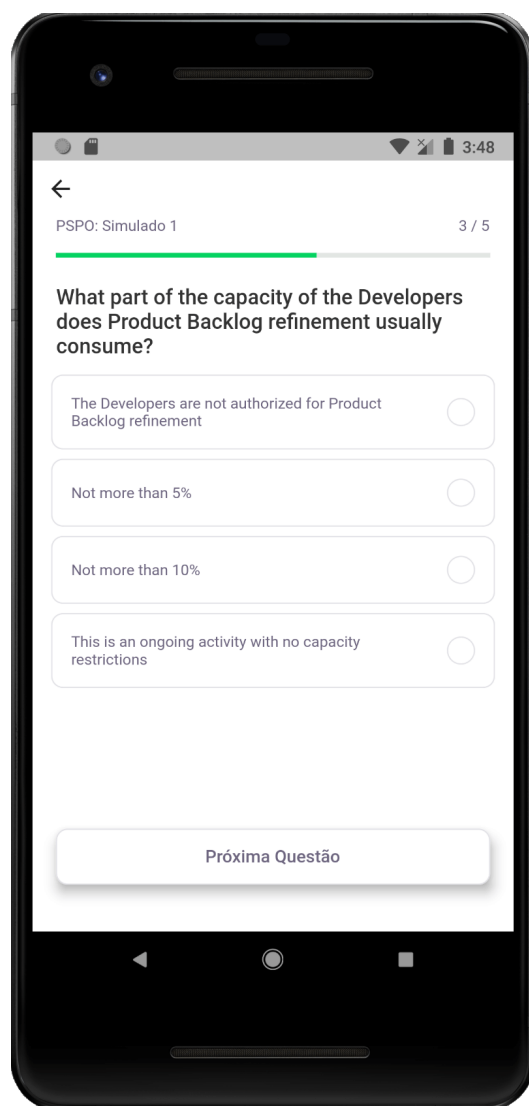 3:48
PSPO: Simulado 1
3 / 5
What part of the capacity of the Developers
does Product Backlog refinement usually
consume?
The Developers are not authorized for Product
Backlog refinement
Not more than 5%
Not more than 10%
This is an ongoing activity with no capacity
restrictions
Próxima Questão